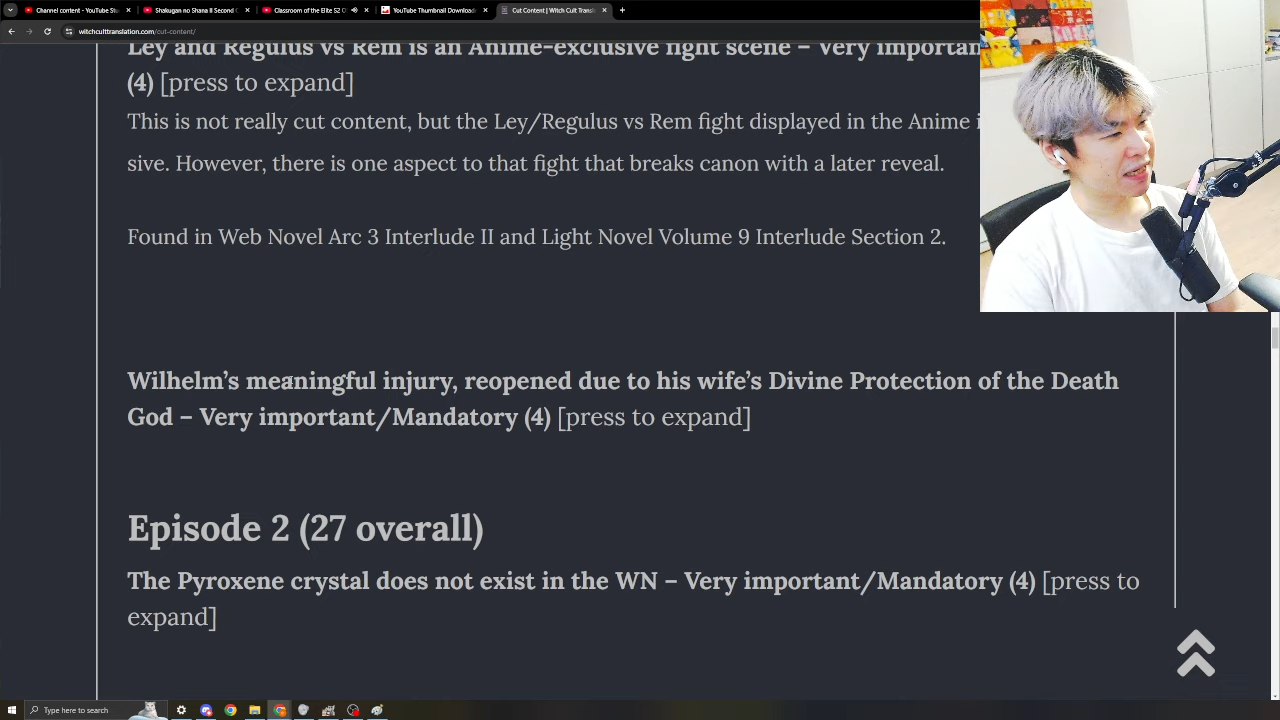 Channel content - YouTube Stu
Shakugan no Shana II Second
Classroom of the Elite S2 O
YouTube Thumbnail Download
Cut Content | Witch Cult Transl
witchculttranslation.com/cut-content/
Ley and Regulus vs Rem is an Anime-exclusive fight scene – Very importan
(4) [press to expand]
This is not really cut content, but the Ley/Regulus vs Rem fight displayed in the Anime i
sive. However, there is one aspect to that fight that breaks canon with a later reveal.
Found in Web Novel Arc 3 Interlude II and Light Novel Volume 9 Interlude Section 2.
Wilhelm’s meaningful injury, reopened due to his wife’s Divine Protection of the Death
God – Very important/Mandatory (4) [press to expand]
Episode 2 (27 overall)
The Pyroxene crystal does not exist in the WN – Very important/Mandatory (4) [press to
expand]
Type here to search